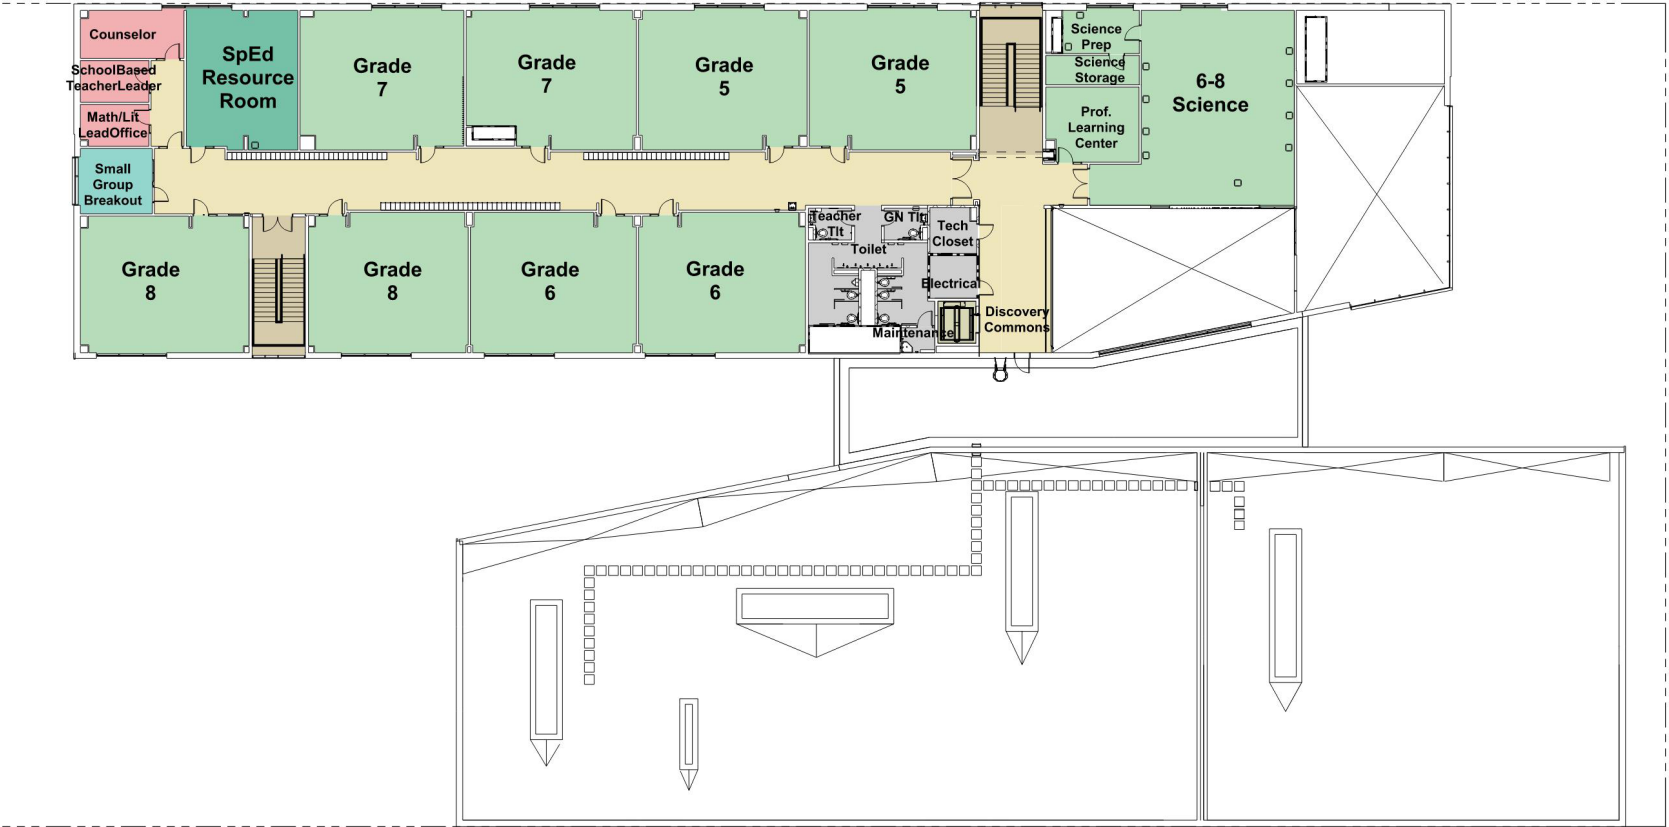 Counselor
SchoolBased
TeacherLeader
Math/Lit
LeadOffice
Small
Group
Breakout
SpEd
Resource
Room
Grade
7
Grade
7
Grade
5
Grade
5
Science
Prep
Science
Storage
Prof.
Learning
Center
6-8
Science
Grade
8
Grade
8
Grade
6
Grade
6
Teacher
Tlt
GN Tlt
Toilet
Tech
Closet
Electrical
Maintenance
Discovery
Commons